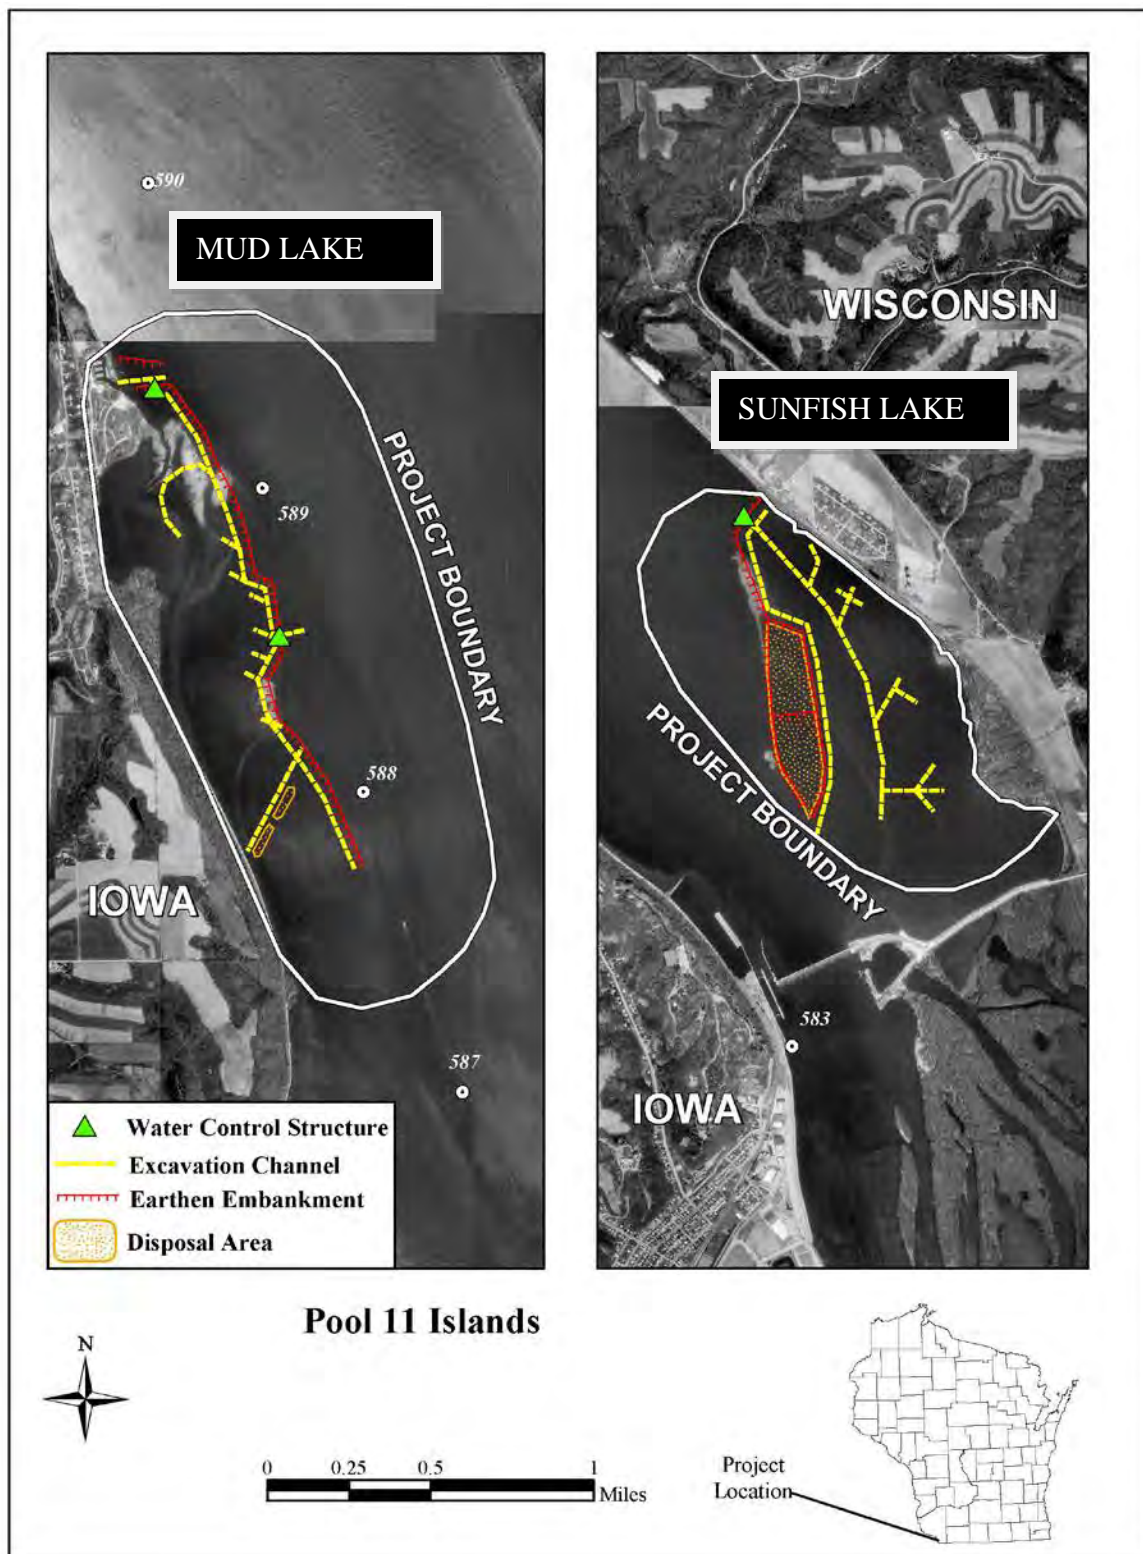 590
MUD LAKE
PROJECT BOUNDARY
589
588
IOWA
587
Water Control Structure
Excavation Channel
Earthen Embankment
Disposal Area
WISCONSIN
SUNFISH LAKE
PROJECT BOUNDARY
583
IOWA
Pool 11 Islands
N
0 0.25 0.5 1
Miles
Project
Location